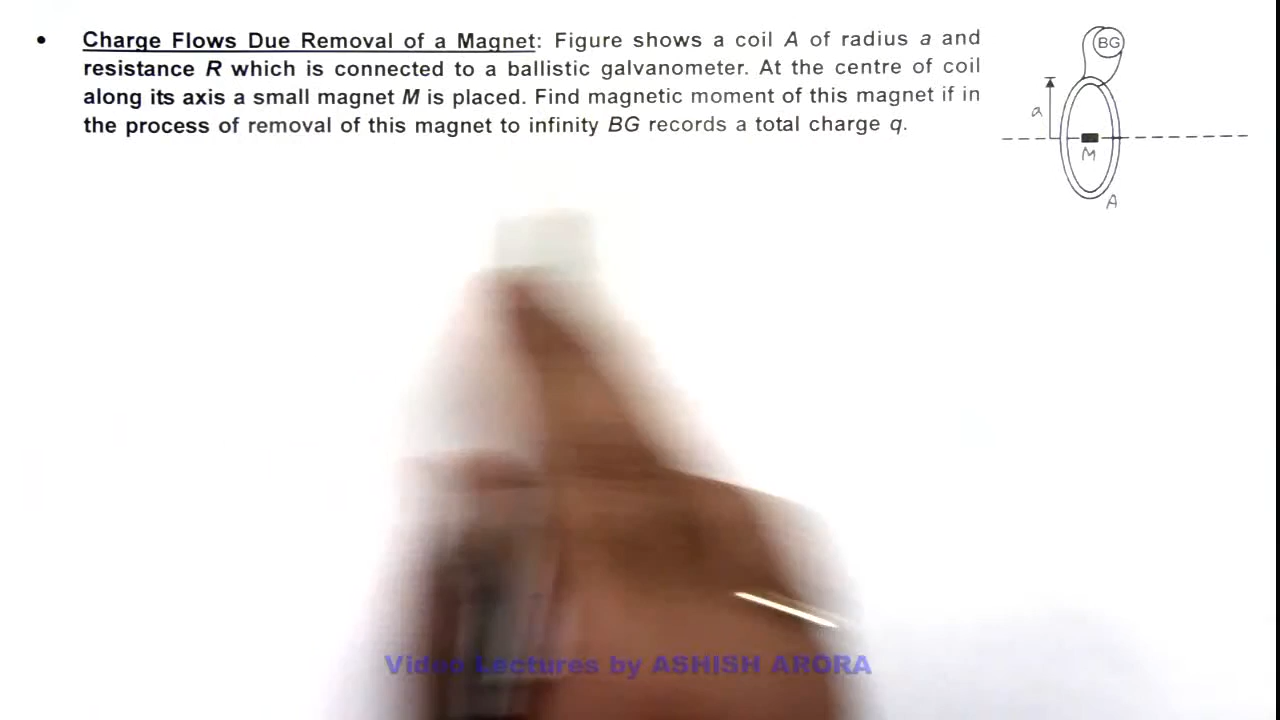 • Charge Flows Due Removal of a Magnet: Figure shows a coil A of radius a and
resistance R which is connected to a ballistic galvanometer. At the centre of coil
along its axis a small magnet M is placed. Find magnetic moment of this magnet if in
the process of removal of this magnet to infinity BG records a total charge q.
BG
a
M
A
Video Lectures by ASHISH ARORA